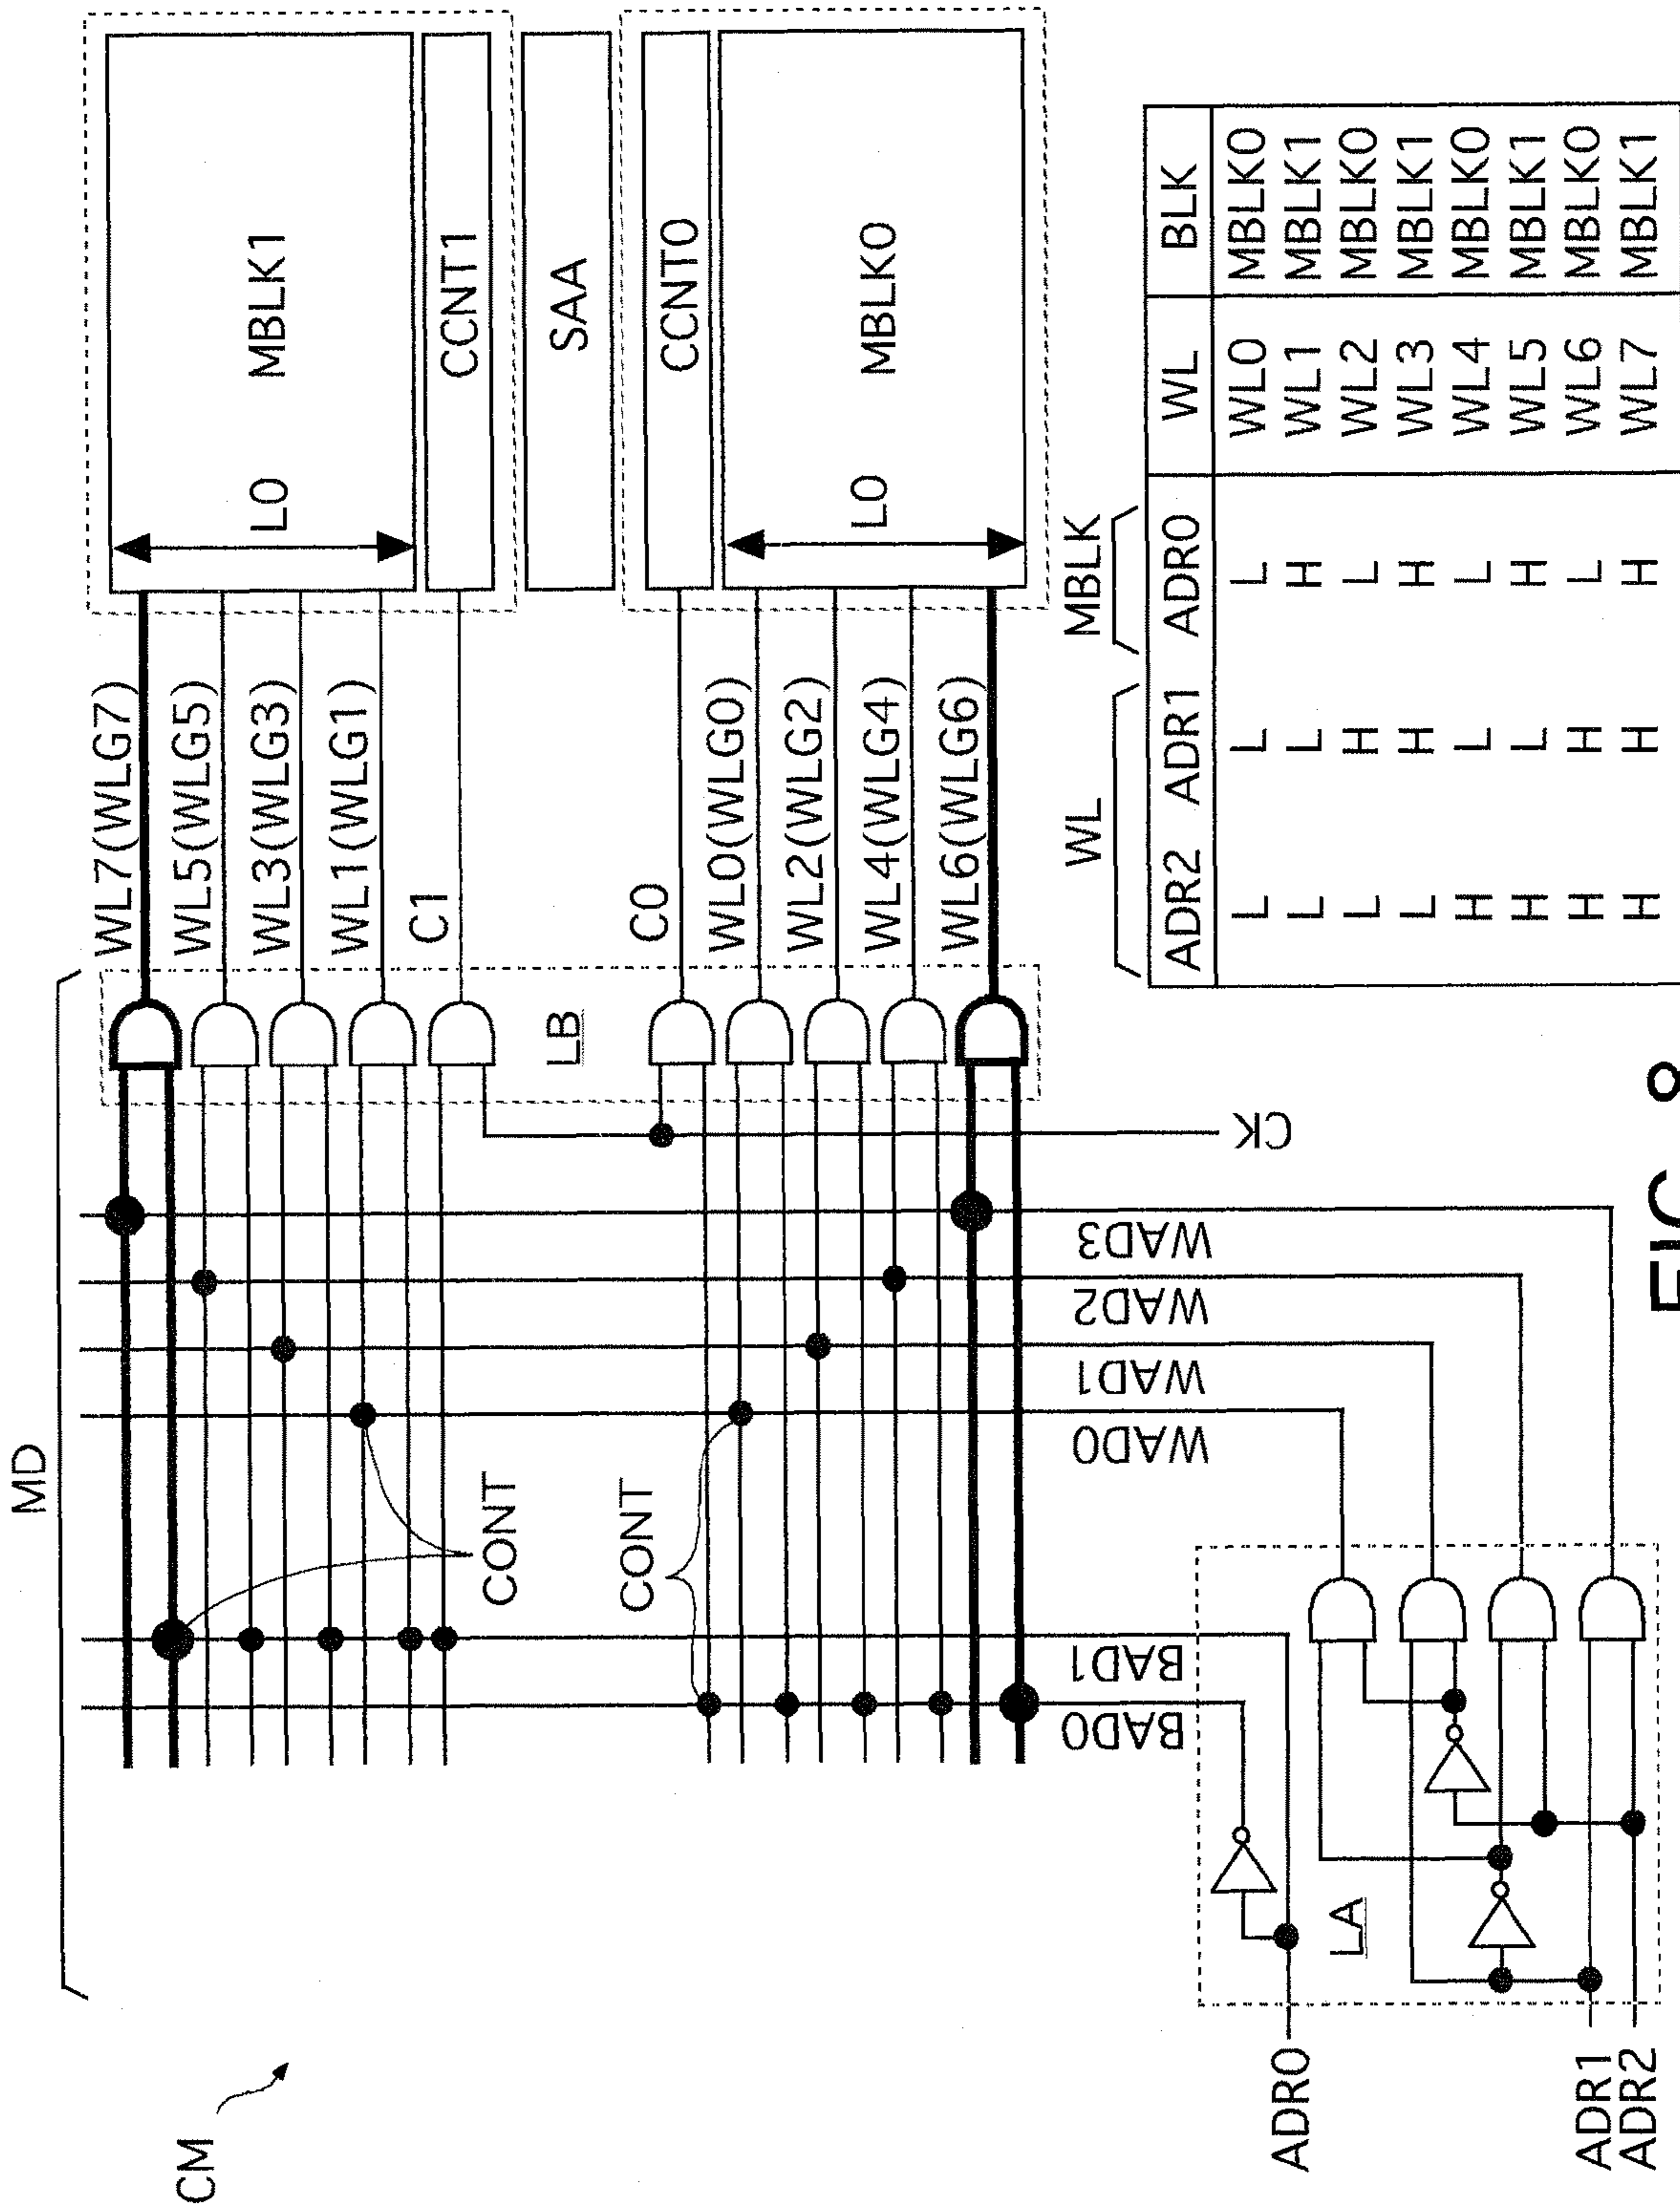 CM
MD
WL7(WLG7)
WL5(WLG5)
WL3(WLG3)
WL1(WLG1)
C1
C0
WL0(WLG0)
WL2(WLG2)
WL4(WLG4)
WL6(WLG6)
L0
MBLK1
CCNT1
SAA
CCNT0
L0
MBLK0
LB
CK
CONT
CONT
WAD3
WAD2
WAD1
WAD0
BAD1
BAD0
LA
ADR0
ADR1
ADR2
WL MBLK
ADR2 ADR1 ADR0 WL BLK
L L L WL0 MBLK0
L L H WL1 MBLK1
L H L WL2 MBLK0
L H H WL3 MBLK1
H L L WL4 MBLK0
H L H WL5 MBLK1
H H L WL6 MBLK0
H H H WL7 MBLK1